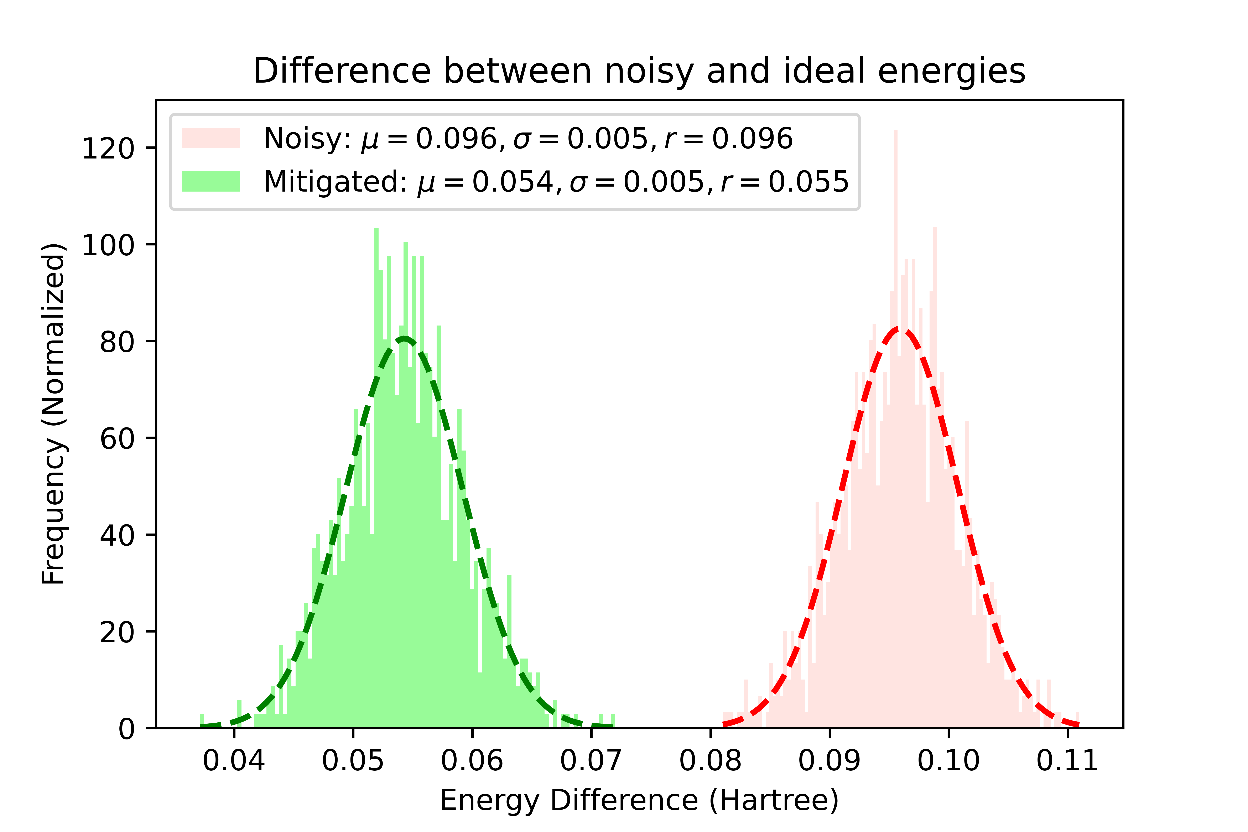 Difference between noisy and ideal energies
Noisy: μ = 0.096, σ = 0.005, r = 0.096
Mitigated: μ = 0.054, σ = 0.005, r = 0.055
Frequency (Normalized)
120
100
80
60
40
20
0
0.04 0.05 0.06 0.07 0.08 0.09 0.10 0.11
Energy Difference (Hartree)